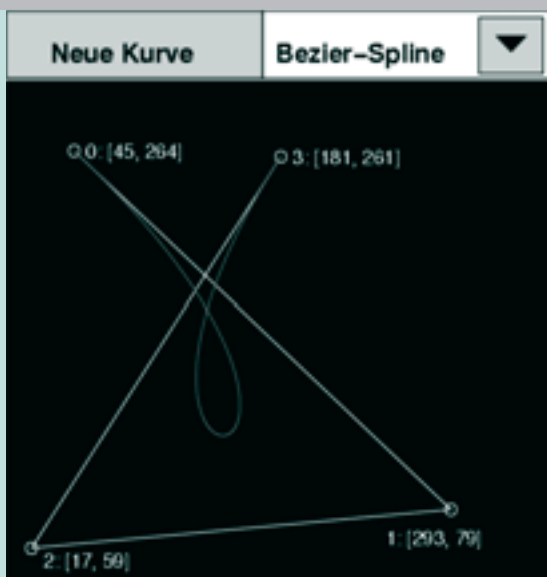 Neue Kurve
Bezier-Spline
0: [45, 264]
3: [181, 261]
1: [293, 79]
2: [17, 59]